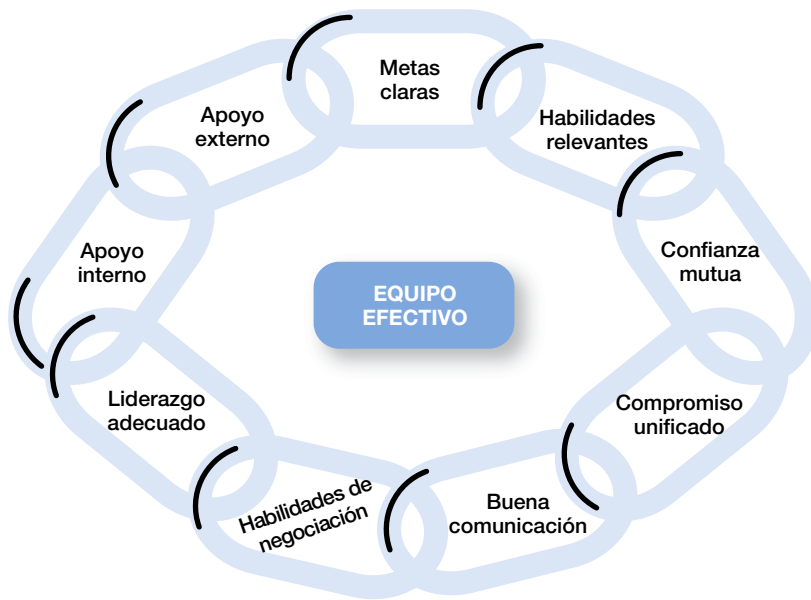 Metas
claras
Habilidades
relevantes
Confianza
mutua
Compromiso
unificado
Buena
comunicación
Habilidades de
negociación
Liderazgo
adecuado
Apoyo
interno
Apoyo
externo
EQUIPO
EFECTIVO